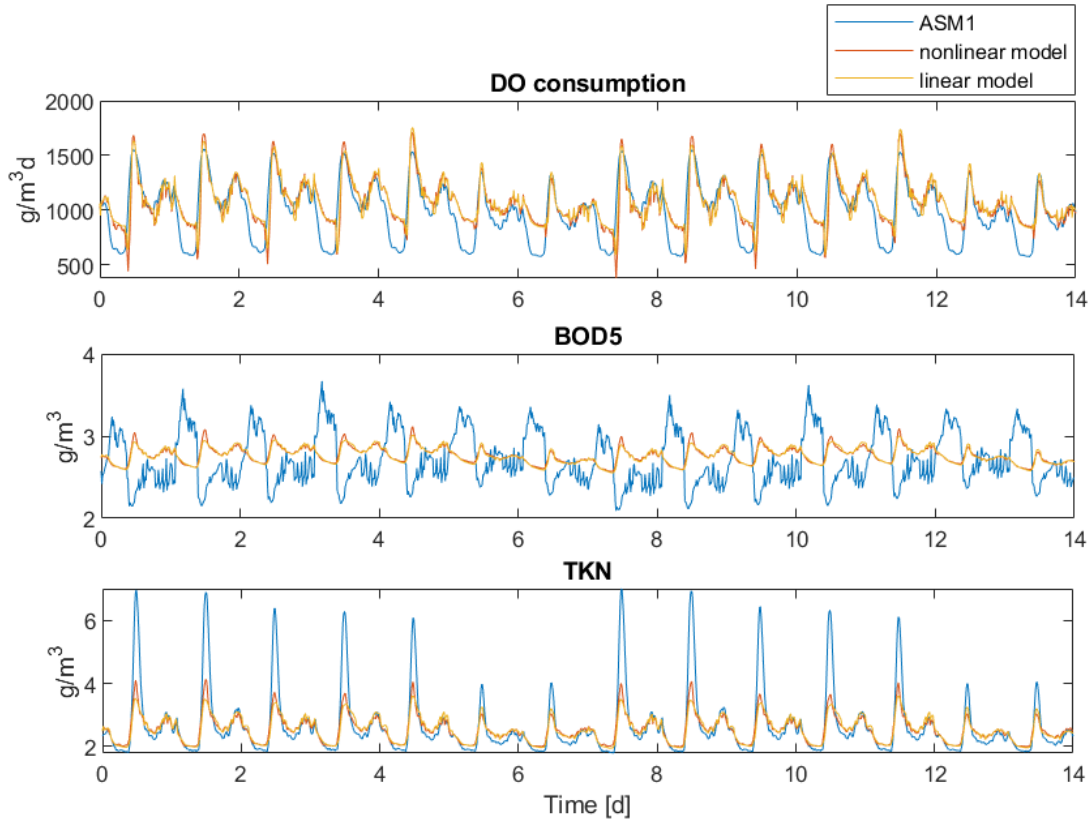 ASM1
nonlinear model
linear model
DO consumption
g/m³d
2000
1500
1000
500
0 2 4 6 8 10 12 14
BOD5
g/m³
4
3
2
0 2 4 6 8 10 12 14
TKN
g/m³
6
4
2
0 2 4 6 8 10 12 14
Time [d]